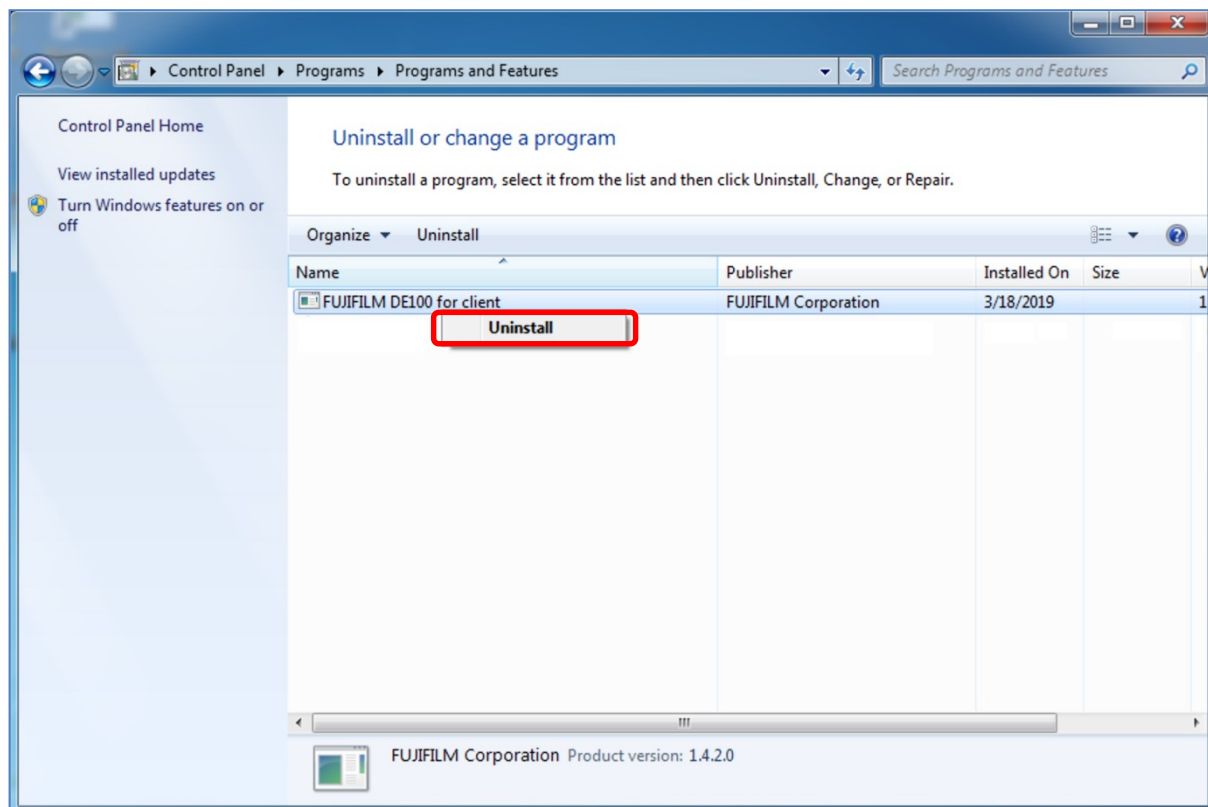 Control Panel Programs Programs and Features Search Programs and Features
Control Panel Home
View installed updates
Turn Windows features on or
off
Uninstall or change a program
To uninstall a program, select it from the list and then click Uninstall, Change, or Repair.
Organize Uninstall
Name Publisher Installed On Size V
FUJIFILM DE100 for client FUJIFILM Corporation 3/18/2019 1
Uninstall
FUJIFILM Corporation Product version: 1.4.2.0